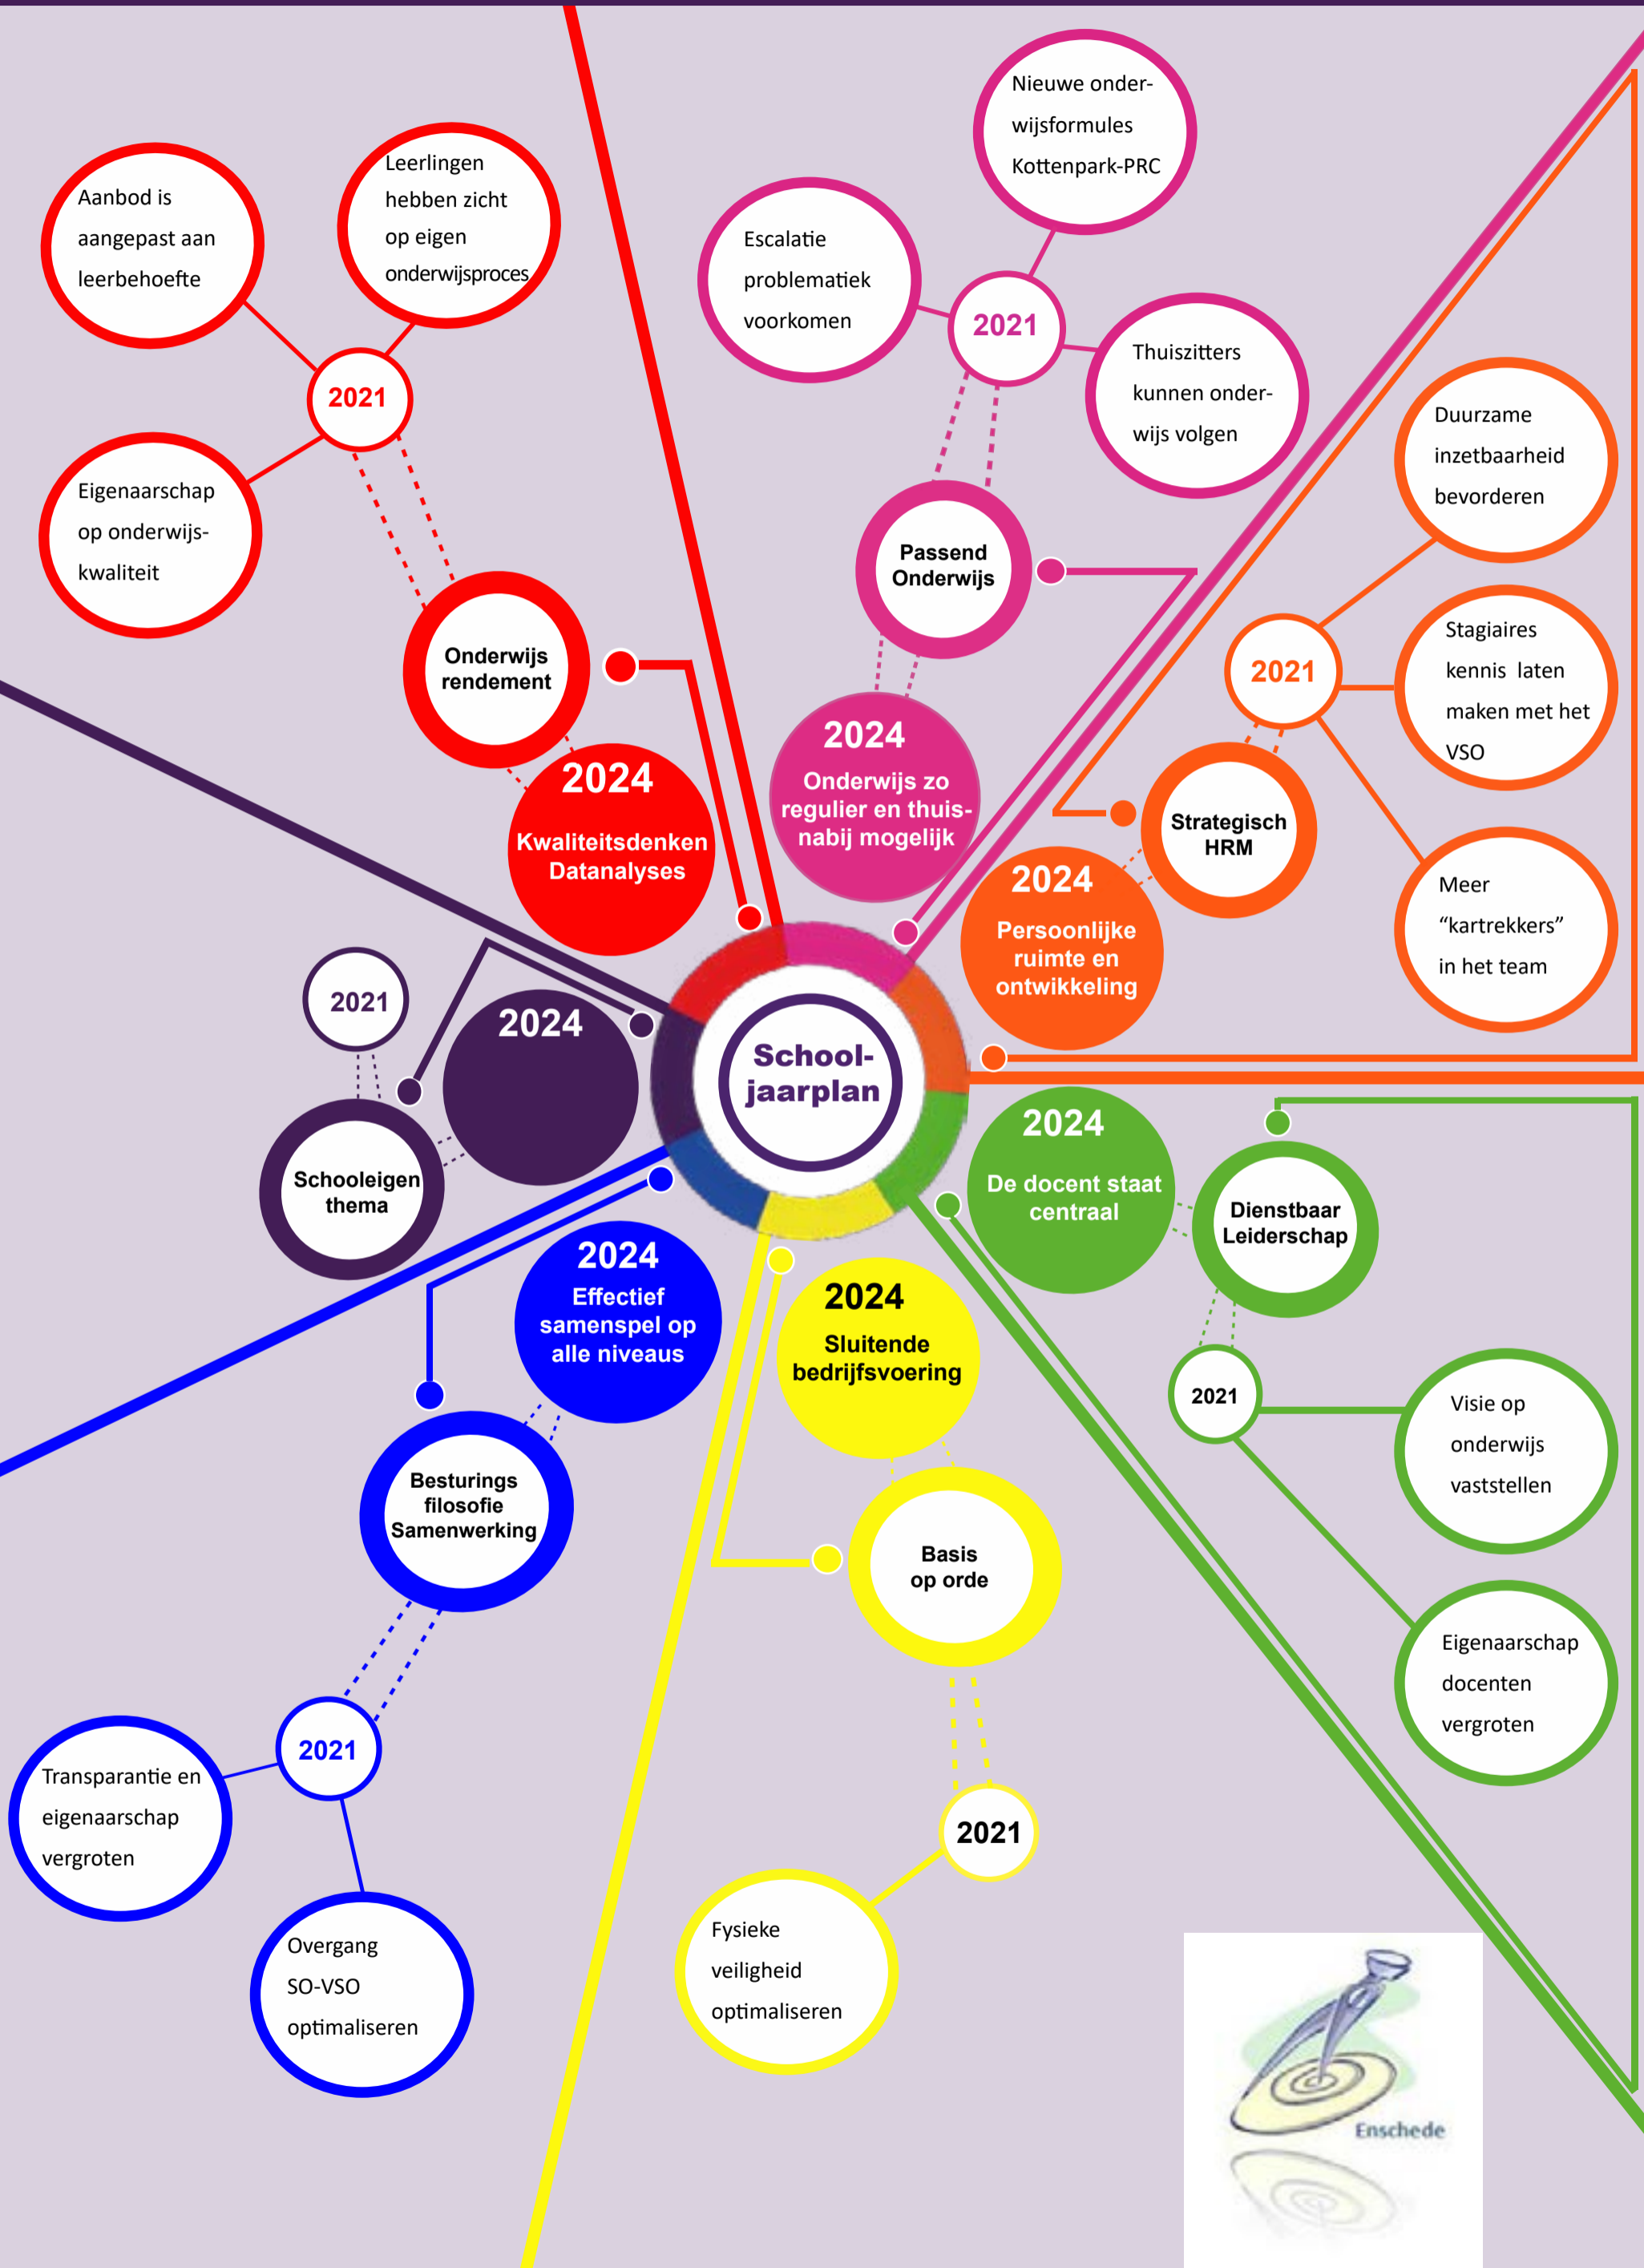 Aanbod is
aangepast aan
leerbehoefte
Leerlingen
hebben zicht
op eigen
onderwijsproces
2021
Eigenaarschap
op onderwijs-
kwaliteit
Onderwijs
rendement
2024
Kwaliteitsdenken
Datanalyses
Nieuwe onder-
wijsformules
Kottenpark-PRC
Escalatie
problematiek
voorkomen
2021
Thuiszitters
kunnen onder-
wijs volgen
Passend
Onderwijs
2024
Onderwijs zo
regulier en thuis-
nabij mogelijk
Duurzame
inzetbaarheid
bevorderen
2021
Stagiaires
kennis laten
maken met het
VSO
Meer
“kartrekkers”
in het team
Strategisch
HRM
2024
Persoonlijke
ruimte en
ontwikkeling
School-
jaarplan
2021
2024
Schooleigen
thema
2024
De docent staat
centraal
Dienstbaar
Leiderschap
2021
Visie op
onderwijs
vaststellen
Eigenaarschap
docenten
vergroten
2024
Effectief
samenspel op
alle niveaus
Besturings
filosofie
Samenwerking
2021
Transparantie en
eigenaarschap
vergroten
Overgang
SO-VSO
optimaliseren
2024
Sluitende
bedrijfsvoering
Basis
op orde
2021
Fysieke
veiligheid
optimaliseren
Enschede